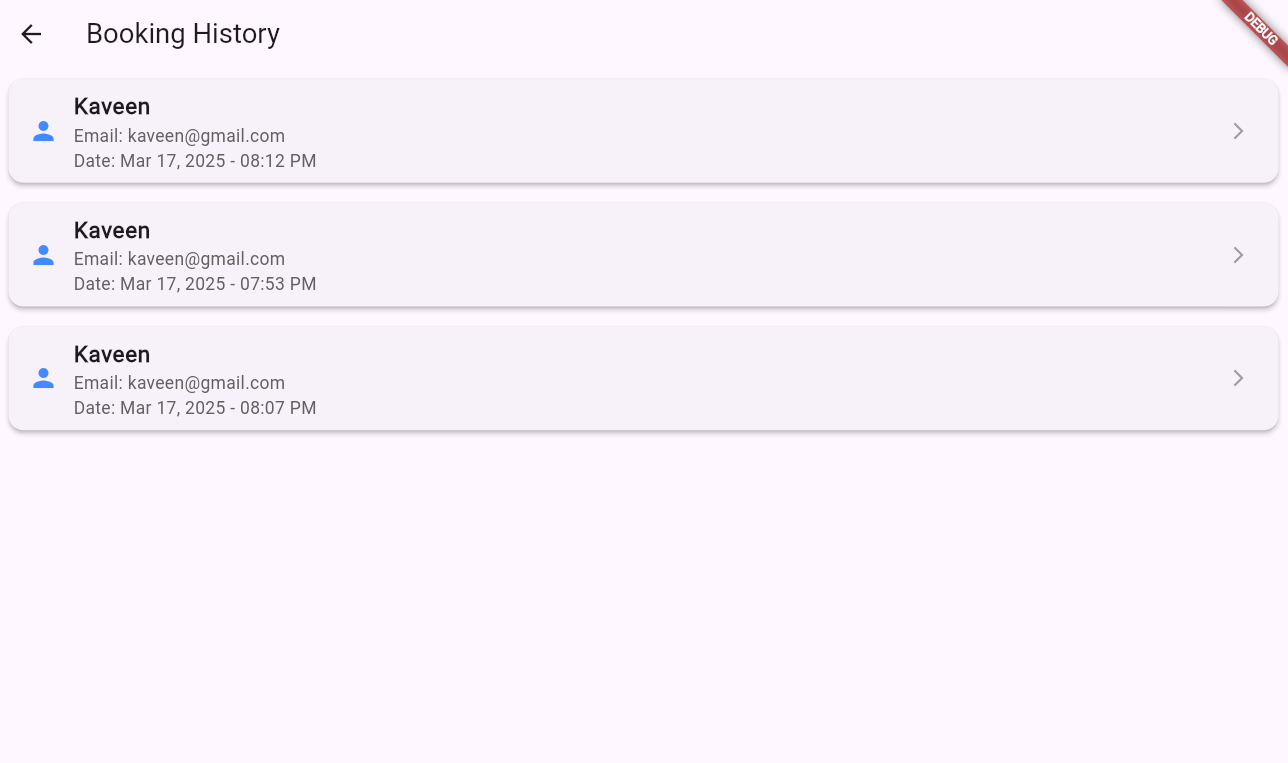 Booking History
DEBUG
Kaveen
Email: kaveen@gmail.com
Date: Mar 17, 2025 - 08:12 PM
Kaveen
Email: kaveen@gmail.com
Date: Mar 17, 2025 - 07:53 PM
Kaveen
Email: kaveen@gmail.com
Date: Mar 17, 2025 - 08:07 PM